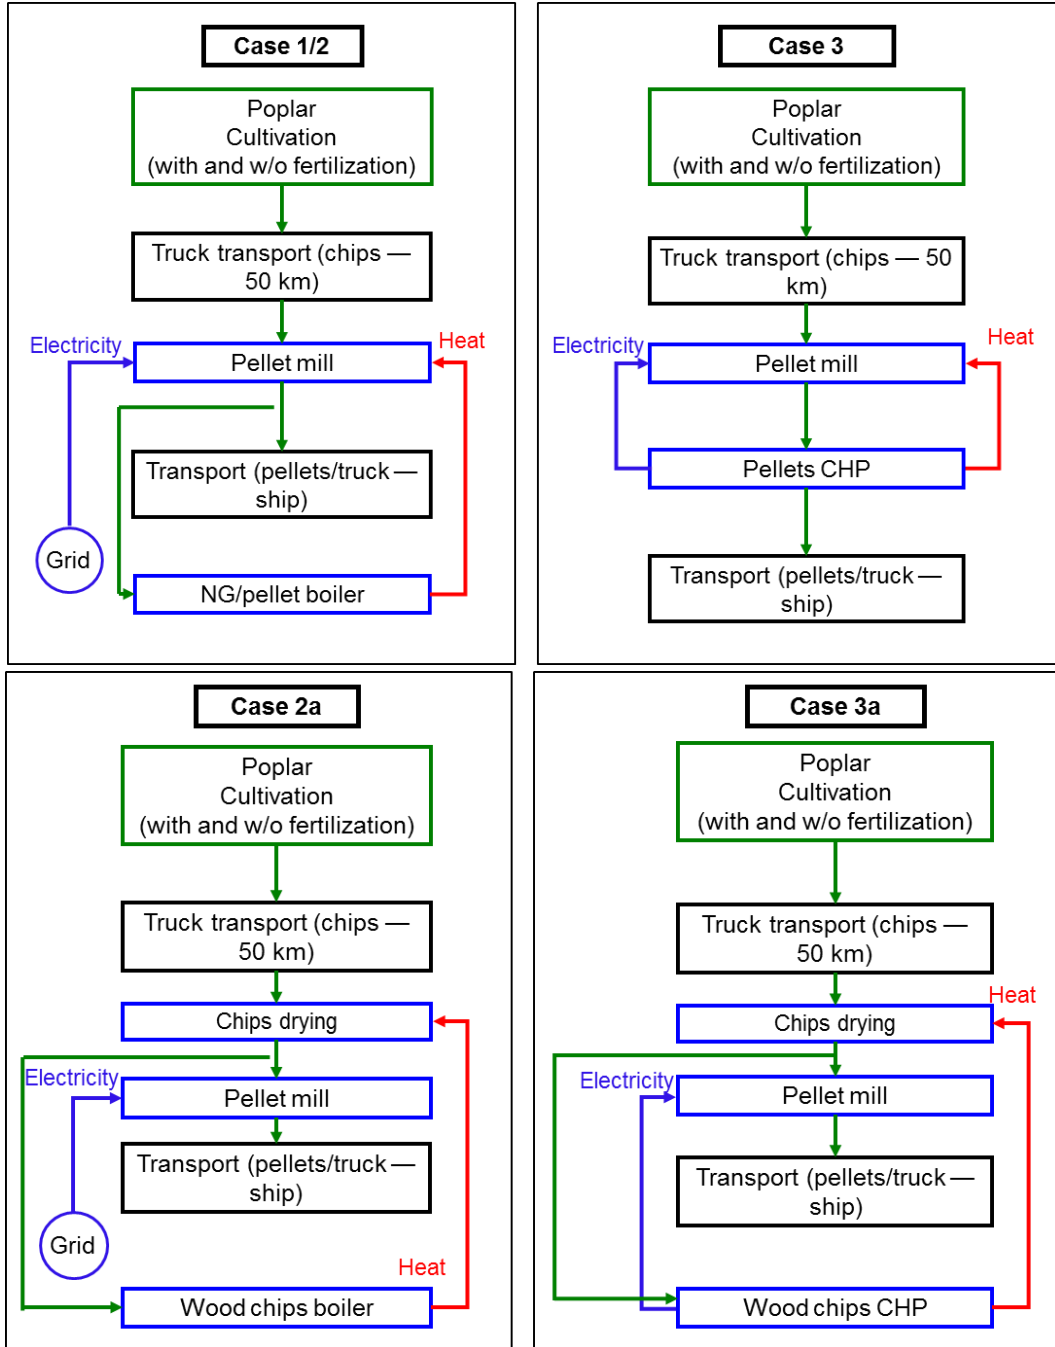 Case 1/2
Poplar
Cultivation
(with and w/o fertilization)
Truck transport (chips —
50 km)
Electricity
Heat
Pellet mill
Transport (pellets/truck —
ship)
Grid
NG/pellet boiler
Case 3
Poplar
Cultivation
(with and w/o fertilization)
Truck transport (chips — 50
km)
Electricity
Heat
Pellet mill
Pellets CHP
Transport (pellets/truck —
ship)
Case 2a
Poplar
Cultivation
(with and w/o fertilization)
Truck transport (chips —
50 km)
Chips drying
Electricity
Pellet mill
Transport (pellets/truck —
ship)
Grid
Heat
Wood chips boiler
Case 3a
Poplar
Cultivation
(with and w/o fertilization)
Truck transport (chips —
50 km)
Heat
Chips drying
Electricity
Pellet mill
Transport (pellets/truck —
ship)
Wood chips CHP